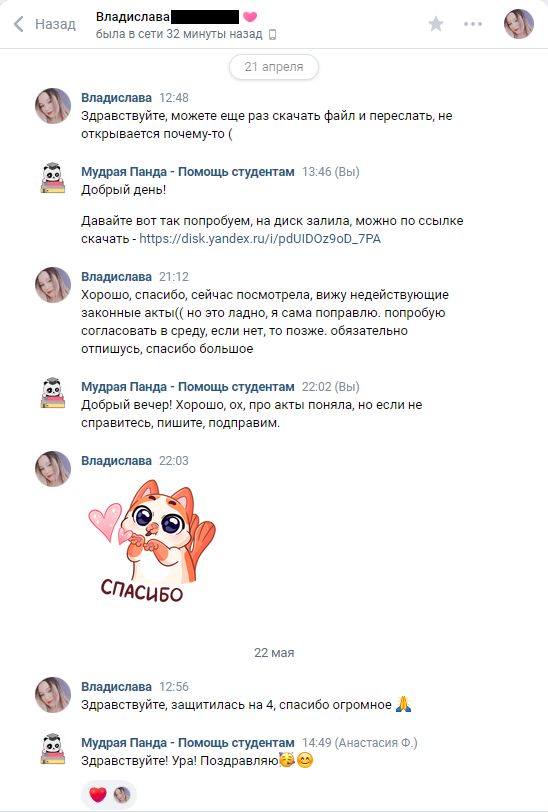 Назад
Владислава
была в сети 32 минуты назад
21 апреля
Владислава 12:48
Здравствуйте, можете еще раз скачать файл и переслать, не
открывается почему-то (
Мудрая Панда - Помощь студентам 13:46 (Вы)
Добрый день!
Давайте вот так попробуем, на диск залила, можно по ссылке
скачать - https://disk.yandex.ru/i/pdUIDOz9oD_7PA
Владислава 21:12
Хорошо, спасибо, сейчас посмотрела, вижу недействующие
законные акты(( но это ладно, я сама поправлю. попробую
согласовать в среду, если нет, то позже. обязательно
отпишусь, спасибо большое
Мудрая Панда - Помощь студентам 22:02 (Вы)
Добрый вечер! Хорошо, ох, про акты поняла, но если не
справитесь, пишите, подправим.
Владислава 22:03
СПАСИБО
22 мая
Владислава 12:56
Здравствуйте, защитилась на 4, спасибо огромное 🙏
Мудрая Панда - Помощь студентам 14:49 (Анастасия Ф.)
Здравствуйте! Ура! Поздравляю🥳😊